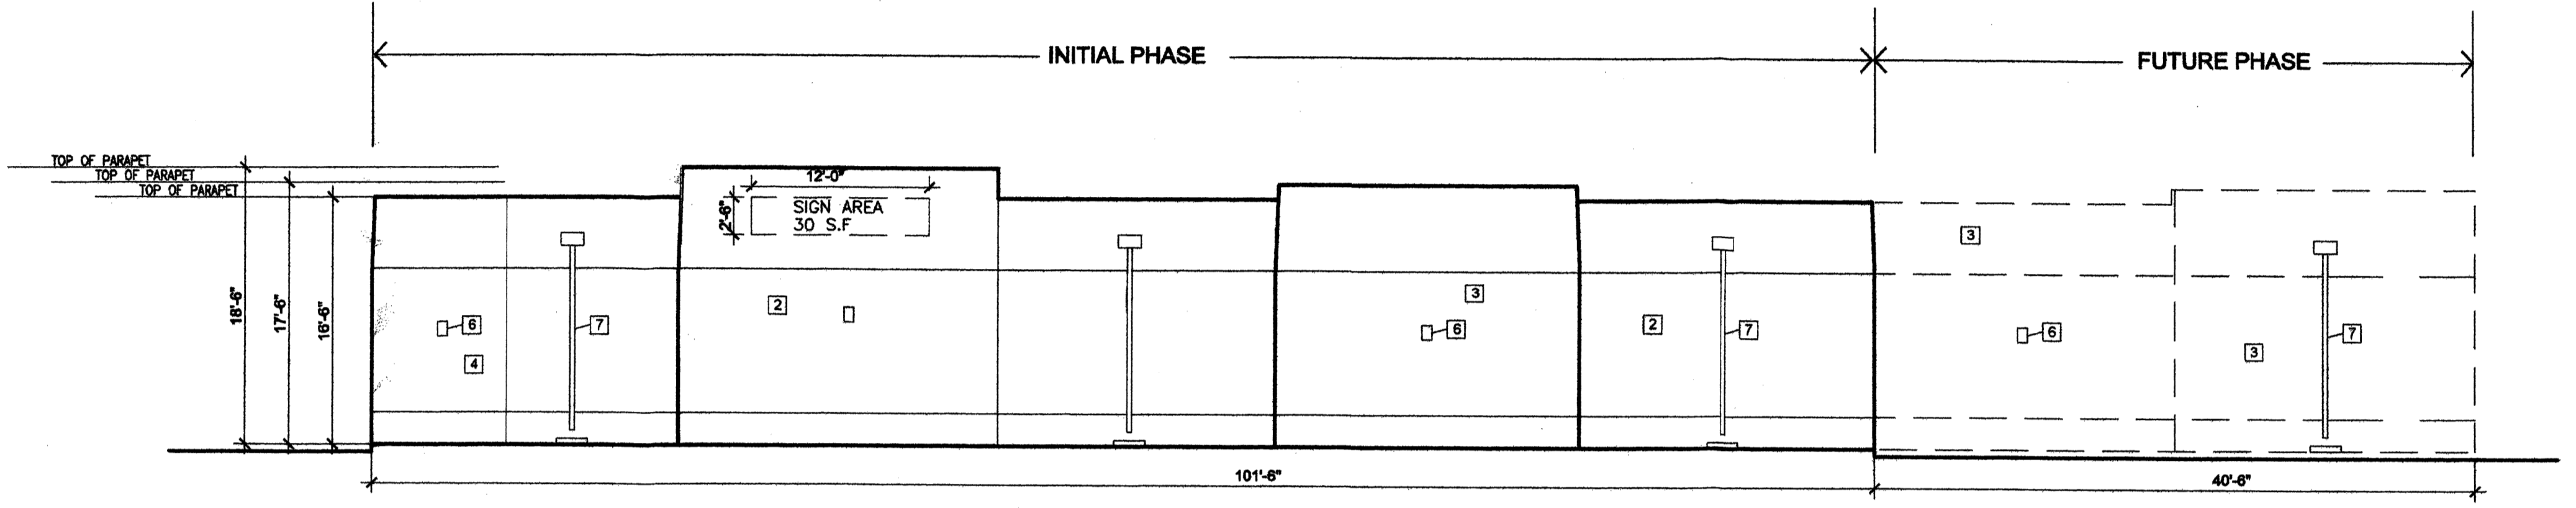 INITIAL PHASE
FUTURE PHASE
TOP OF PARAPET
TOP OF PARAPET
TOP OF PARAPET
12'-0"
2'-6"
SIGN AREA
30 S.F
18'-6"
17'-6"
16'-6"
6
4
7
2
3
6
2
7
3
6
3
7
101'-6"
40'-6"